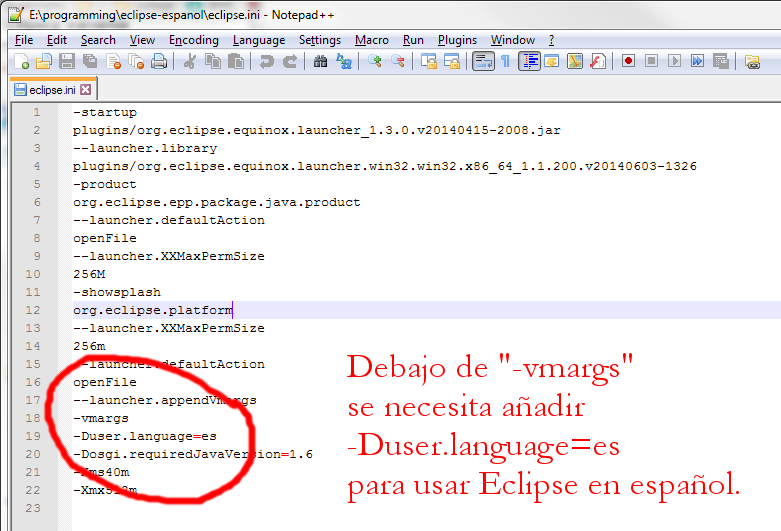 E:\programming\eclipse-espanol\eclipse.ini - Notepad++
File Edit Search View Encoding Language Settings Macro Run Plugins Window ?
eclipse.ini
1 -startup
2 plugins/org.eclipse.equinox.launcher_1.3.0.v20140415-2008.jar
3 --launcher.library
4 plugins/org.eclipse.equinox.launcher.win32.win32.x86_64_1.1.200.v20140603-1326
5 -product
6 org.eclipse.epp.package.java.product
7 --launcher.defaultAction
8 openFile
9 --launcher.XXMaxPermSize
10 256M
11 -showsplash
12 org.eclipse.platform
13 --launcher.XXMaxPermSize
14 256m
15 --launcher.defaultAction
16 openFile
17 --launcher.appendVmargs
18 -vmargs
19 -Duser.language=es
20 -Dosgi.requiredJavaVersion=1.6
21 -Xms40m
22 -Xmx512m
23
Debajo de "-vmargs"
se necesita añadir
-Duser.language=es
para usar Eclipse en español.